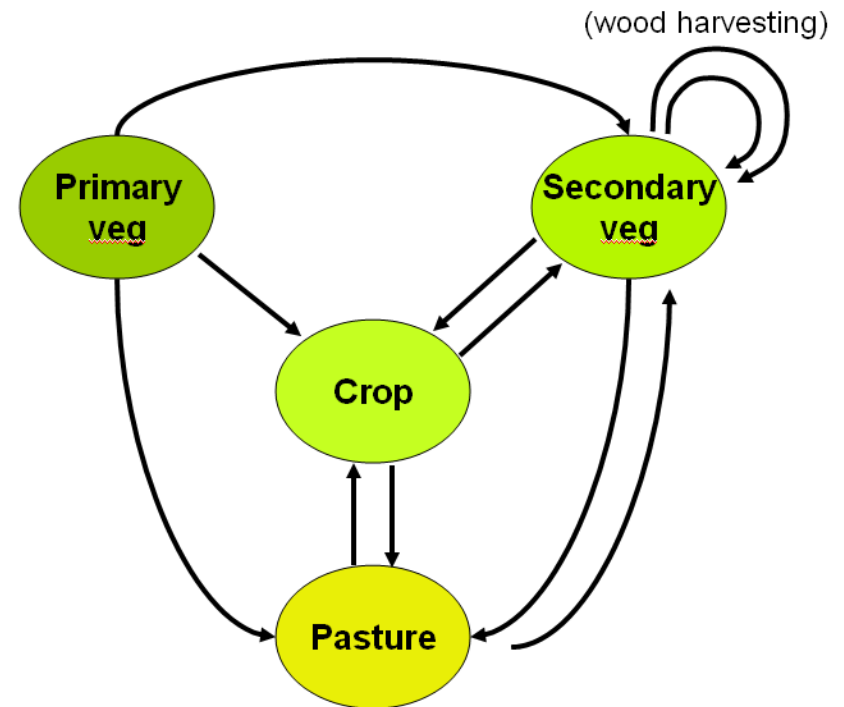 (wood harvesting)
Primary
veg
Secondary
veg
Crop
Pasture